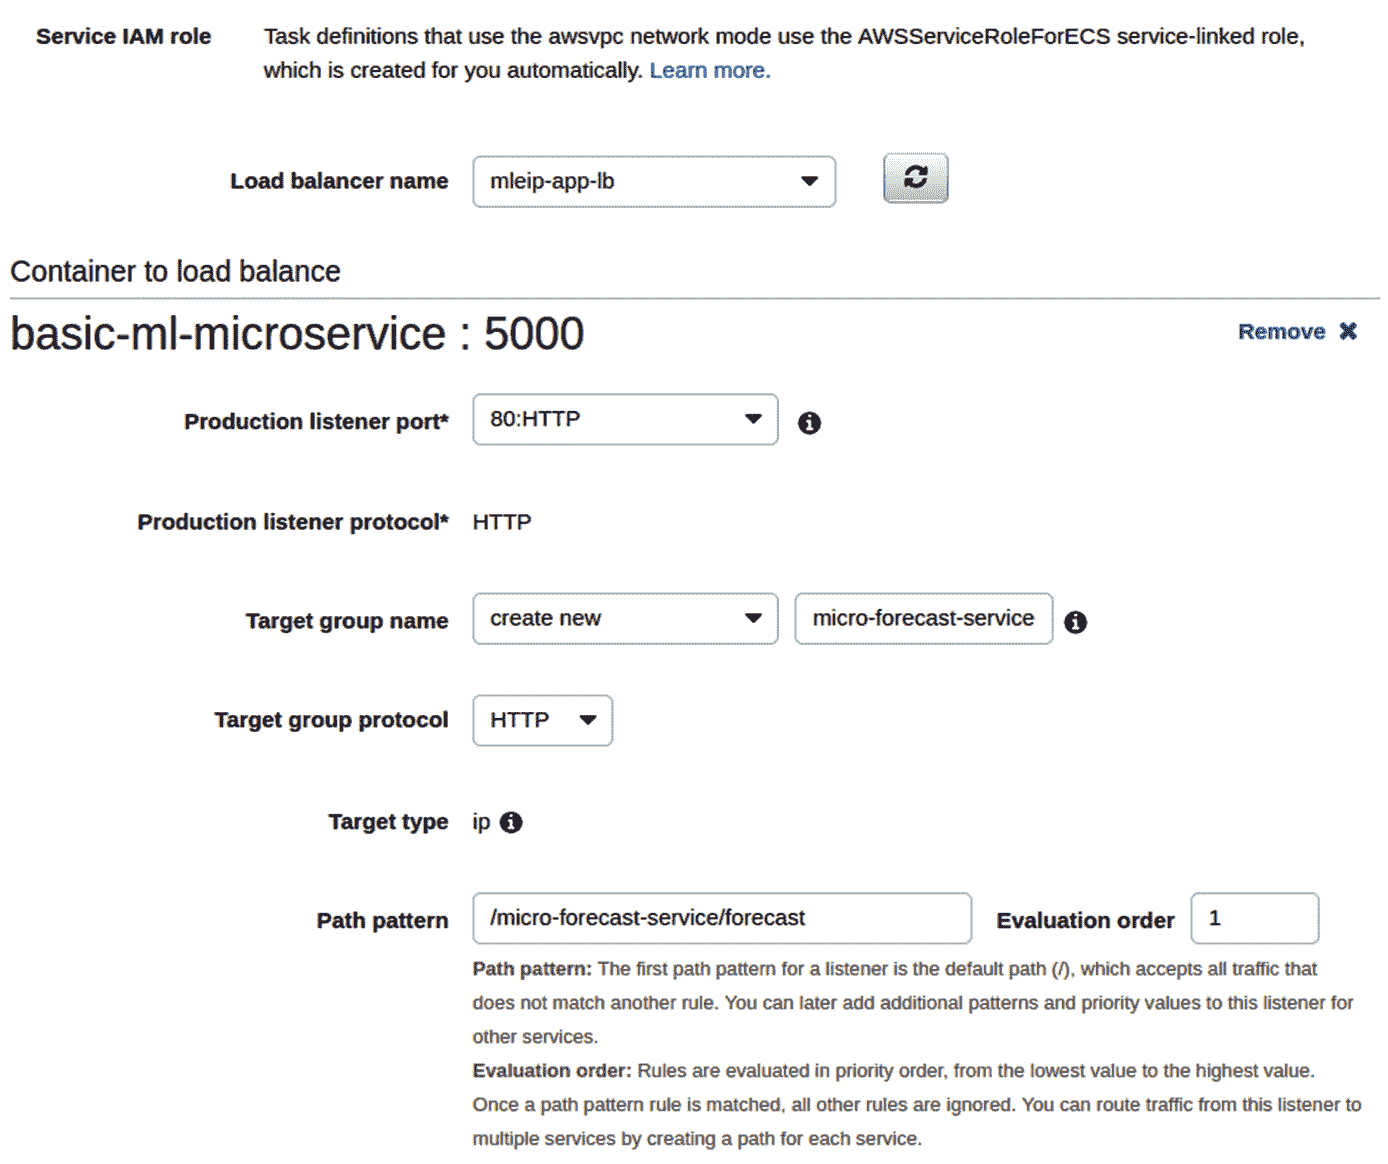 Service IAM role Task definitions that use the awsvpc network mode use the AWSServiceRoleForECS service-linked role,
which is created for you automatically. Learn more.
Load balancer name mleip-app-lb
Container to load balance
basic-ml-microservice : 5000 Remove
Production listener port* 80:HTTP
Production listener protocol* HTTP
Target group name create new micro-forecast-service
Target group protocol HTTP
Target type ip
Path pattern /micro-forecast-service/forecast Evaluation order 1
Path pattern: The first path pattern for a listener is the default path (/), which accepts all traffic that
does not match another rule. You can later add additional patterns and priority values to this listener for
other services.
Evaluation order: Rules are evaluated in priority order, from the lowest value to the highest value.
Once a path pattern rule is matched, all other rules are ignored. You can route traffic from this listener to
multiple services by creating a path for each service.